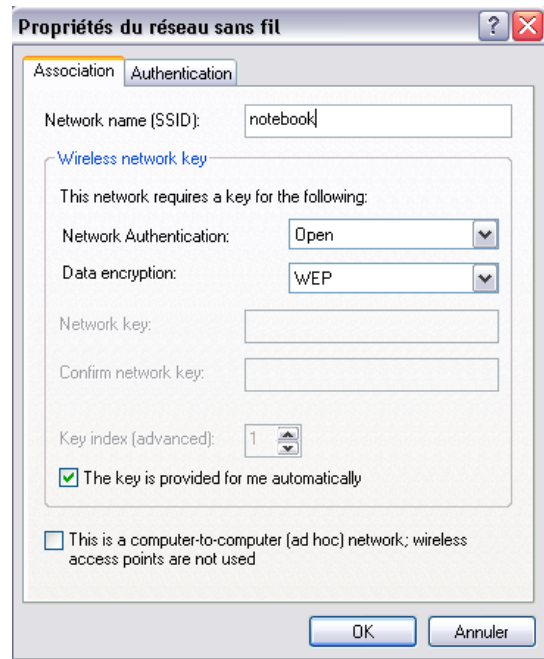 Propriétés du réseau sans fil
Association Authentication
Network name (SSID): notebook
Wireless network key
This network requires a key for the following:
Network Authentication: Open
Data encryption: WEP
Network key:
Confirm network key:
Key index (advanced): 1
The key is provided for me automatically
This is a computer-to-computer (ad hoc) network; wireless
access points are not used
OK Annuler